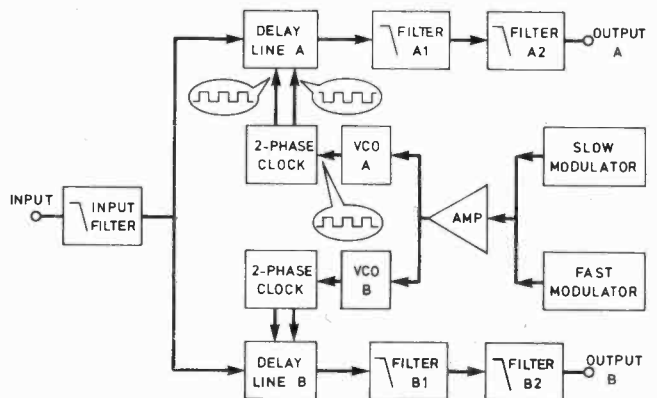 DELAY
LINE A
FILTER
A1
FILTER
A2
OUTPUT
A
2-PHASE
CLOCK
VCO
A
SLOW
MODULATOR
INPUT
INPUT
FILTER
AMP
2-PHASE
CLOCK
VCO
B
FAST
MODULATOR
DELAY
LINE B
FILTER
B1
FILTER
B2
OUTPUT
B